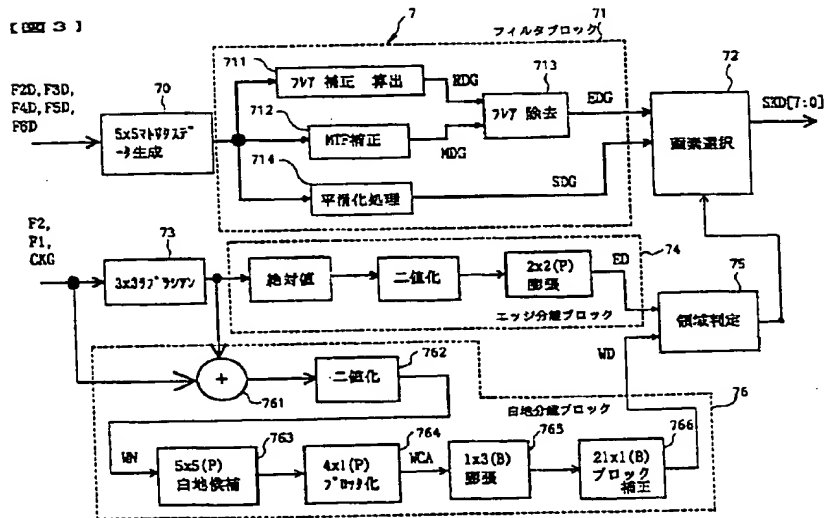 【図3】
7
71
フィルタブロック
711
フレア 補正 算出
RDG
713
フレア 除去
EDG
72
画素選択
SKD[7:0]
F2D, F3D,
F4D, F5D,
F6D
70
5x5マトリクスデ
ータ生成
712
MTF補正
MDG
714
平滑化処理
SDG
F2,
F1,
CKG
73
3x3ラプラシアン
絶対値
二値化
2x2(P)
膨張
ED
74
エッジ分離ブロック
75
領域判定
WD
+
761
762
二値化
白地分離ブロック
76
WN
763
5x5(P)
白地候補
764
4x1(P)
ブロック化
WCA
765
1x3(B)
膨張
766
21x1(B)
ブロック
補正